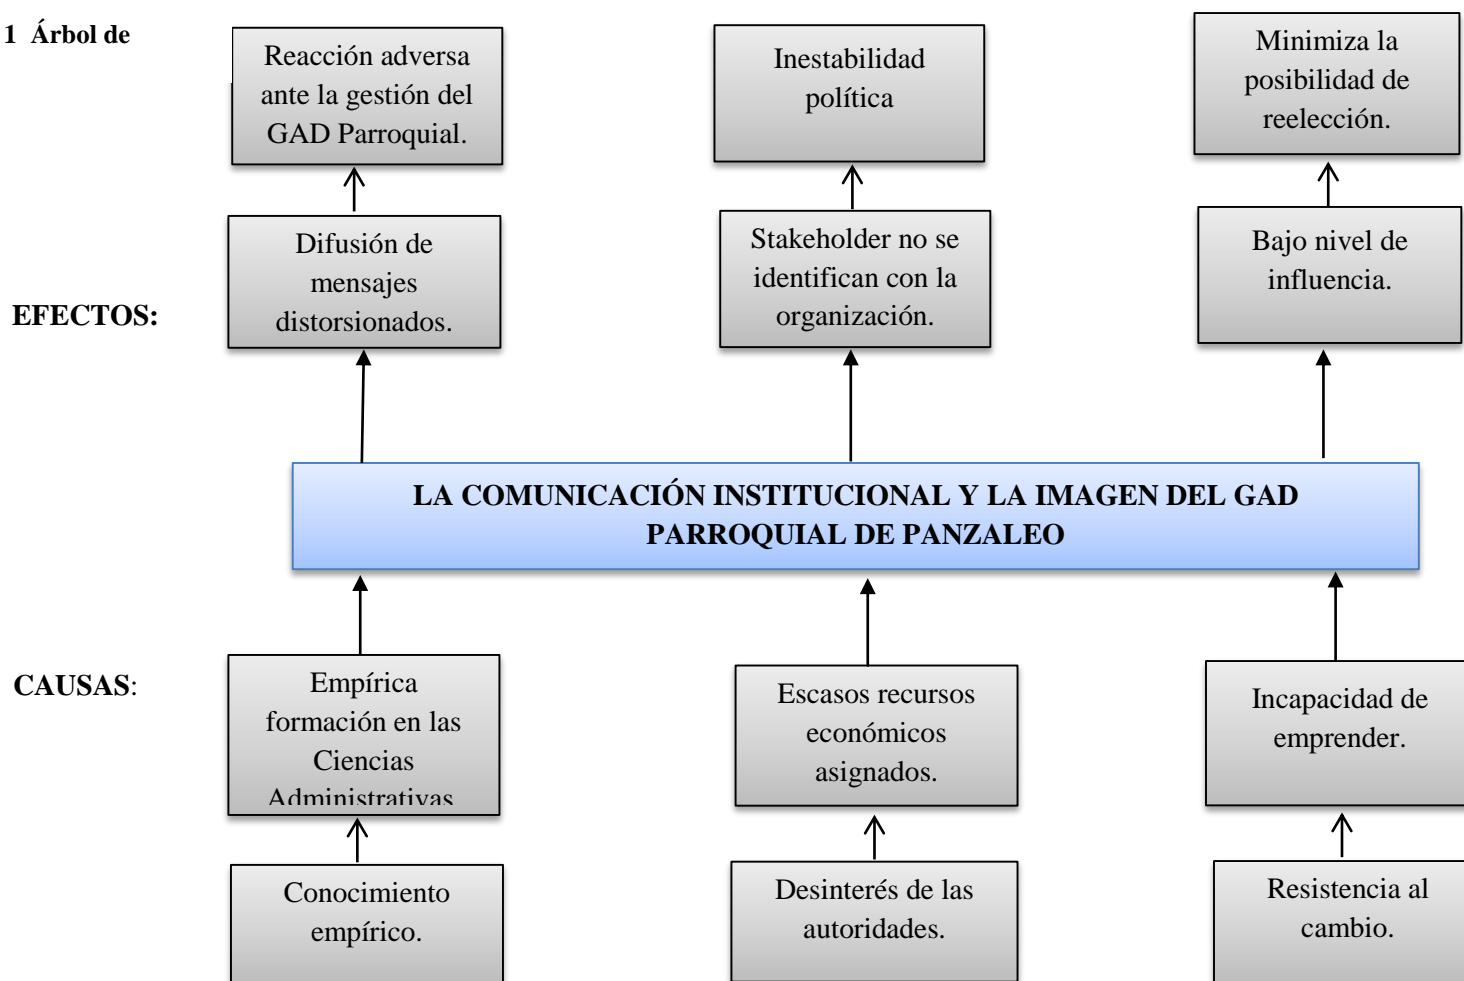 1 Árbol de
Reacción adversa
ante la gestión del
GAD Parroquial.
Inestabilidad
política
Minimiza la
posibilidad de
reelección.
EFECTOS:
Difusión de
mensajes
distorsionados.
Stakeholder no se
identifican con la
organización.
Bajo nivel de
influencia.
LA COMUNICACIÓN INSTITUCIONAL Y LA IMAGEN DEL GAD
PARROQUIAL DE PANZALEO
CAUSAS:
Empírica
formación en las
Ciencias
Administrativas
Escasos recursos
económicos
asignados.
Incapacidad de
emprender.
Conocimiento
empírico.
Desinterés de las
autoridades.
Resistencia al
cambio.